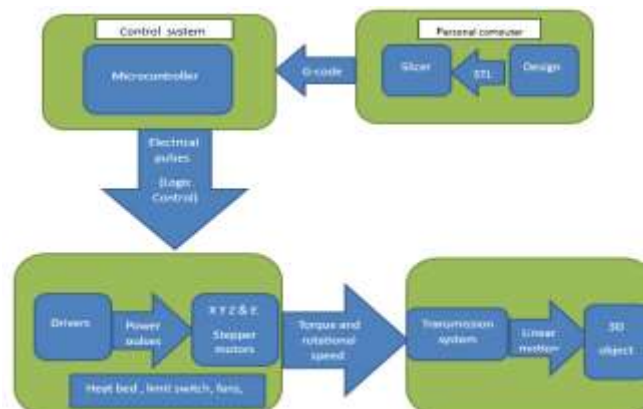 Control system
Microcontroller
Personal comeuter
Slicer
STL
Design
G-code
Electrical
pulses
(Logic
Control)
Drivers
Power
pulses
X Y Z & E
Stepper
motors
Heat bed , limit switch, fans,
Torque and
rotational
speed
Transmission
system
Linear
motion
3D
object